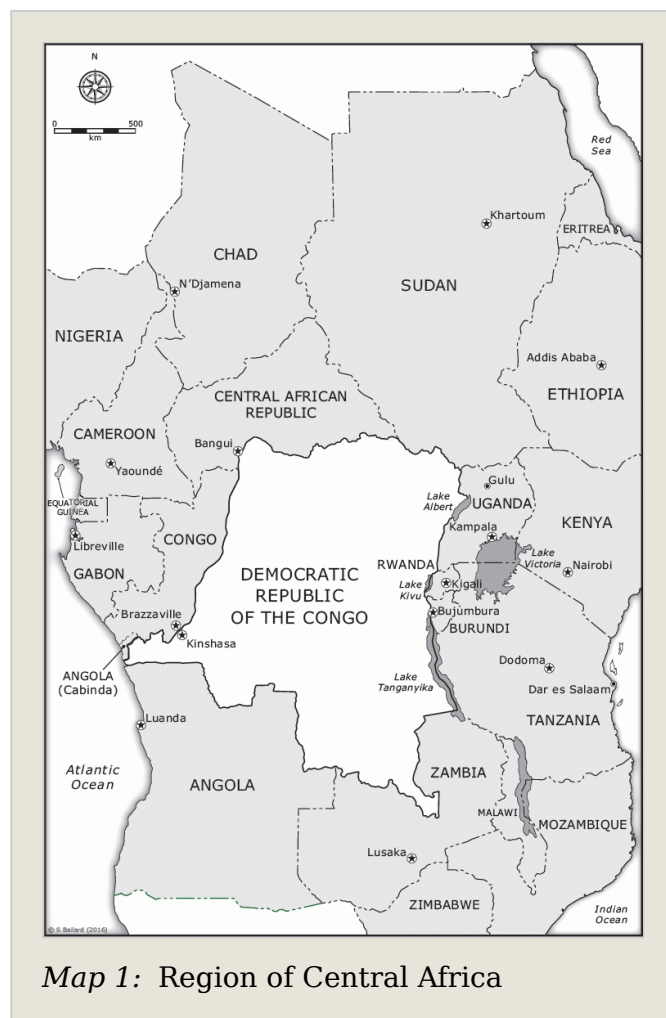 N
0 500
km
Red
Sea
Khartoum
ERITREA
CHAD
N'Djamena
SUDAN
NIGERIA
Addis Ababa
ETHIOPIA
CENTRAL AFRICAN
REPUBLIC
CAMEROON
Bangui
Yaoundé
Gulu
Lake
Albert
UGANDA
EQUATORIAL
GUINEA
KENYA
Kampala
CONGO
Libreville
Lake
Victoria
Nairobi
RWANDA
GABON
DEMOCRATIC
REPUBLIC
OF THE CONGO
Lake
Kivu
Kigali
Brazzaville
Bujumbura
BURUNDI
Kinshasa
Dodoma
ANGOLA
(Cabinda)
Lake
Tanganyika
Dar es Salaam
Luanda
TANZANIA
Atlantic
Ocean
ANGOLA
ZAMBIA
MALAWI
MOZAMBIQUE
Lusaka
ZIMBABWE
Indian
Ocean
© S Ballard (2016)
Map 1: Region of Central Africa